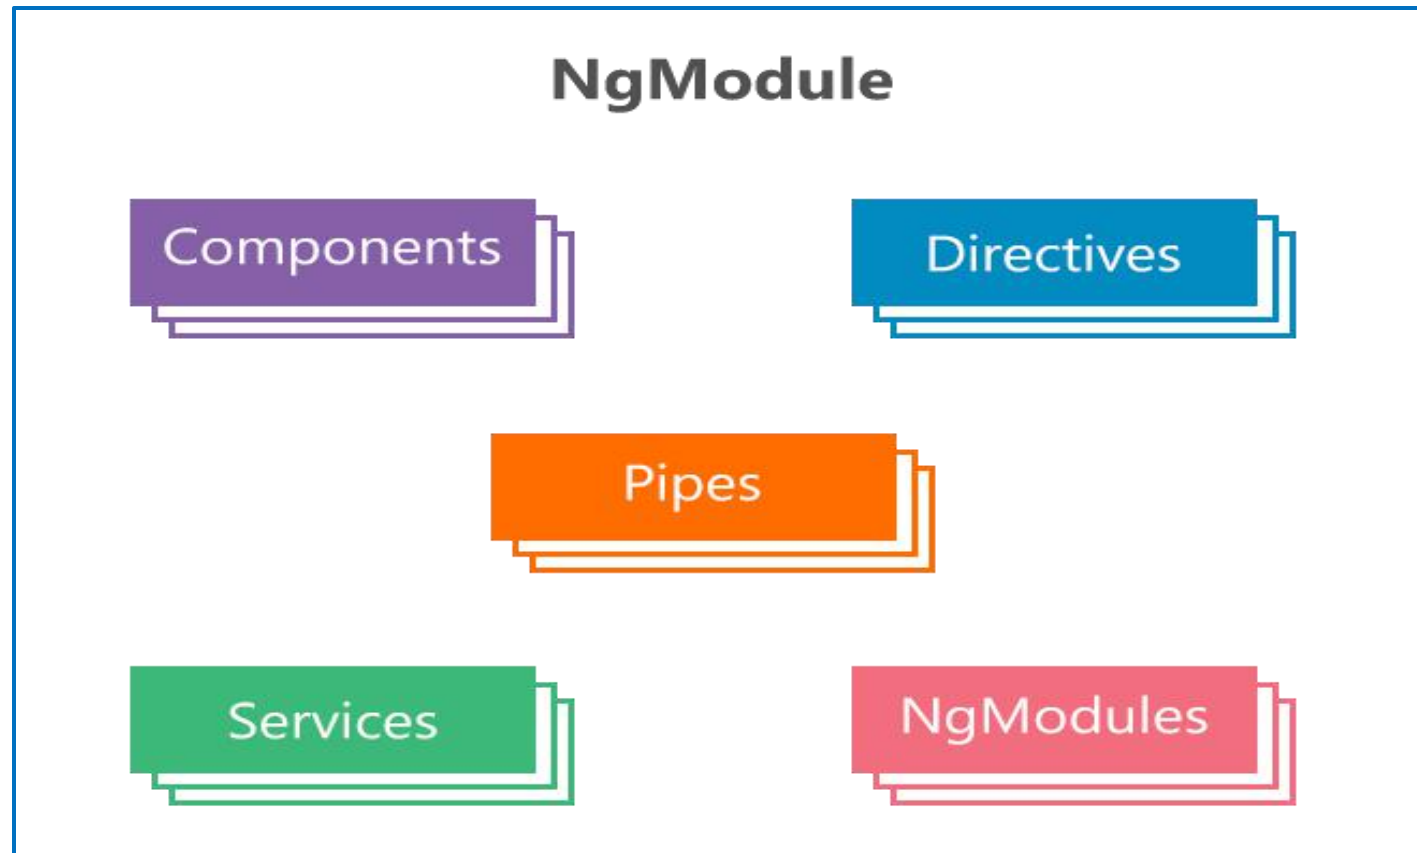 NgModule
Components
Directives
Pipes
Services
NgModules